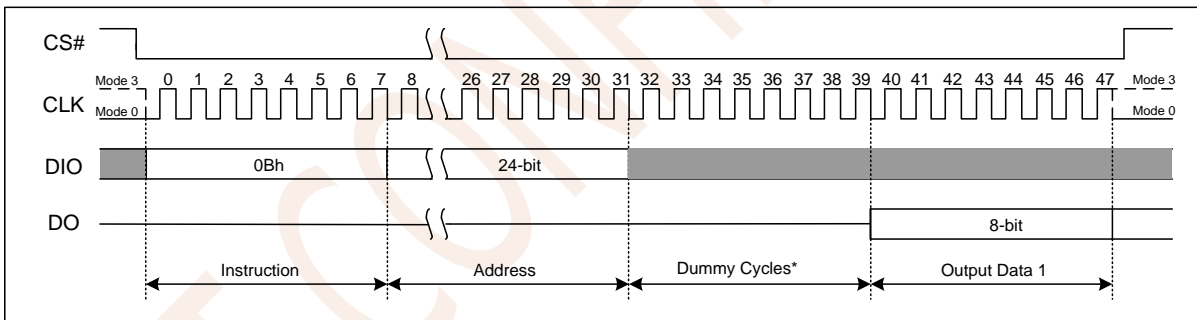 CS#
Mode 3 0 1 2 3 4 5 6 7 8 26 27 28 29 30 31 32 33 34 35 36 37 38 39 40 41 42 43 44 45 46 47 Mode 3
CLK
Mode 0 Mode 0
DIO 0Bh 24-bit
DO 8-bit
Instruction Address Dummy Cycles* Output Data 1